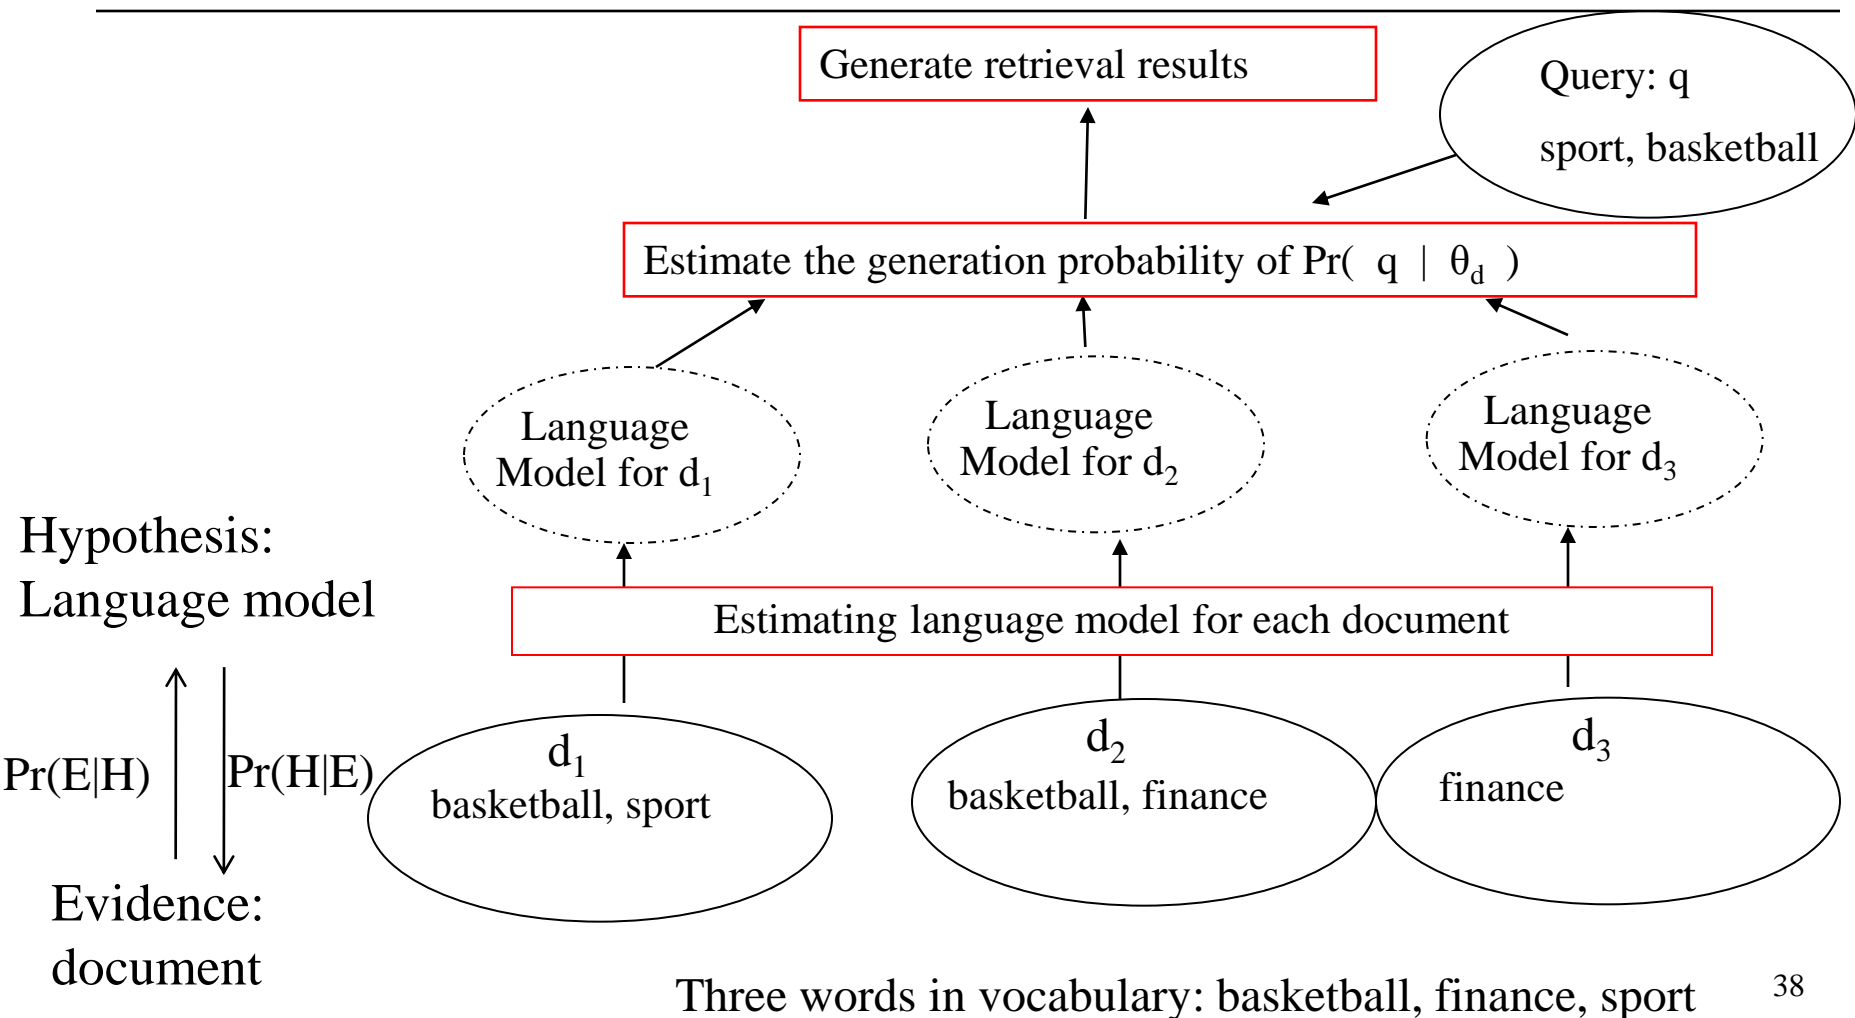 Generate retrieval results
Query: q
sport, basketball
Estimate the generation probability of Pr( q | θd )
Language
Model for d1
Language
Model for d2
Language
Model for d3
Hypothesis:
Language model
Estimating language model for each document
Pr(E|H)
Pr(H|E)
d1
basketball, sport
d2
basketball, finance
d3
finance
Evidence:
document
Three words in vocabulary: basketball, finance, sport
38